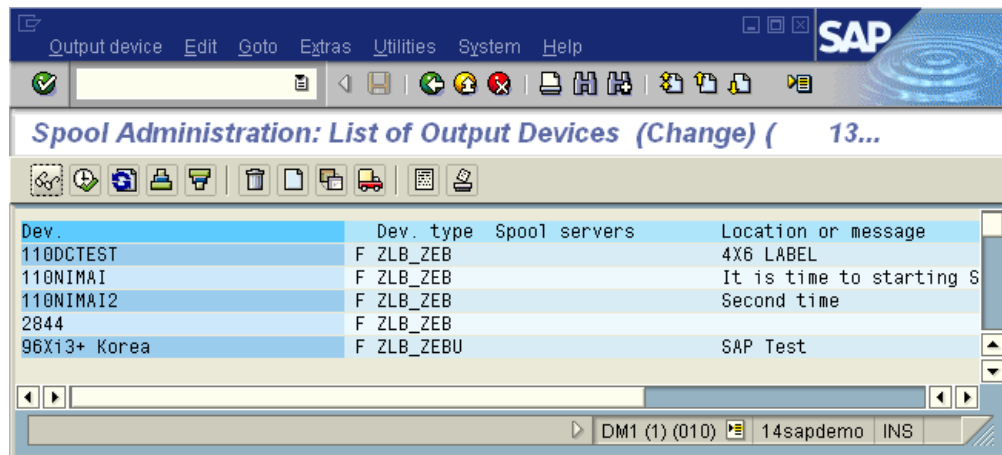 Output device Edit Goto Extras Utilities System Help
SAP
Spool Administration: List of Output Devices (Change) ( 13...
Dev. Dev. type Spool servers Location or message
110DCTEST F ZLB_ZEB 4X6 LABEL
110NIMAI F ZLB_ZEB It is time to starting S
110NIMAI2 F ZLB_ZEB Second time
2844 F ZLB_ZEB
96Xi3+ Korea F ZLB_ZEBU SAP Test
DM1 (1) (010) 14sapdemo INS